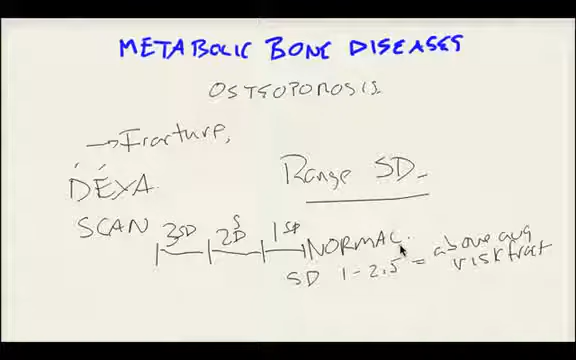 METABOLIC BONE DISEASES
OSTEOPOROSIS
→Fracture,
DEXA
SCAN
Range SD
3SD 2SD 1SD NORMAL
SD 1-2.5 = above avg
risk fract